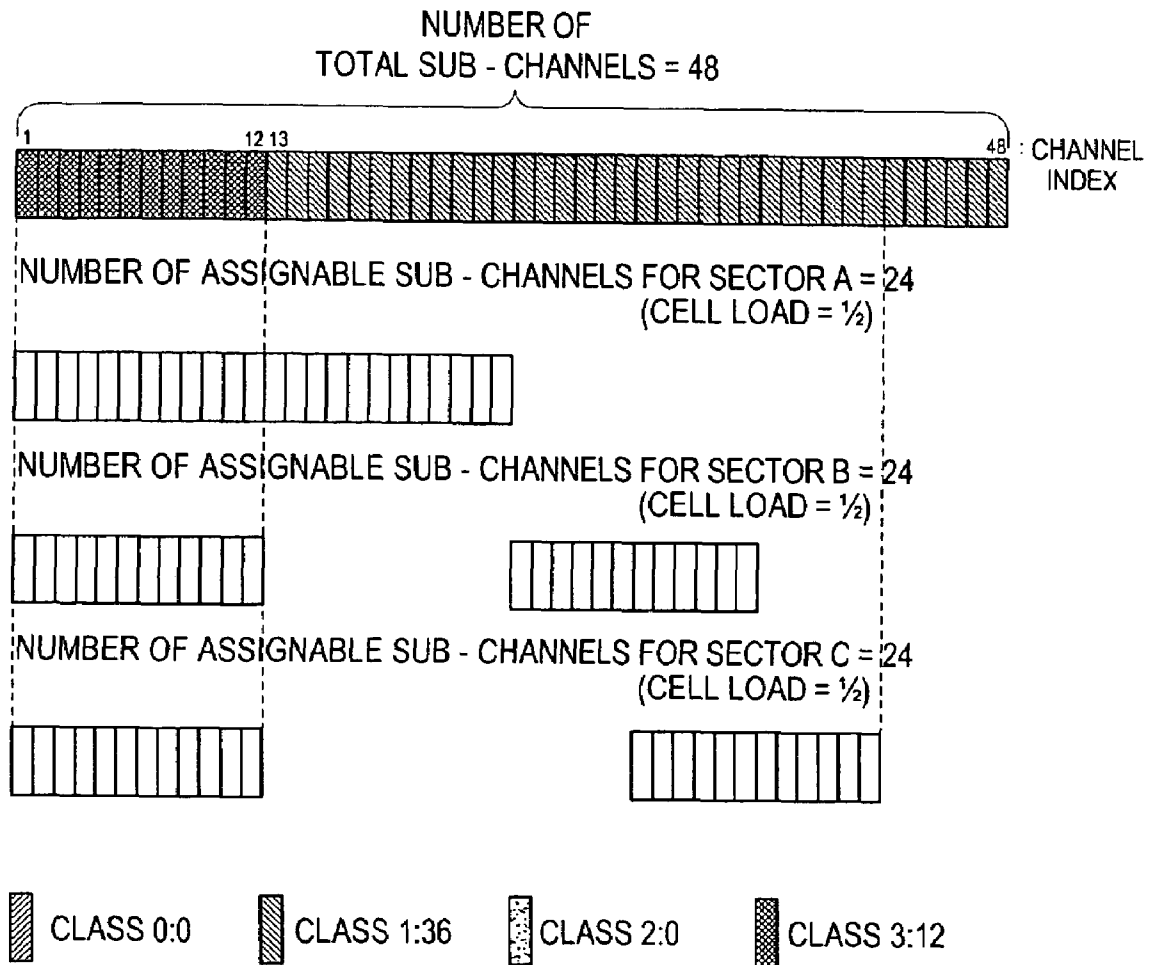 NUMBER OF
TOTAL SUB - CHANNELS = 48
1 12 13 48 : CHANNEL
INDEX
NUMBER OF ASSIGNABLE SUB - CHANNELS FOR SECTOR A = 24
(CELL LOAD = ½)
NUMBER OF ASSIGNABLE SUB - CHANNELS FOR SECTOR B = 24
(CELL LOAD = ½)
NUMBER OF ASSIGNABLE SUB - CHANNELS FOR SECTOR C = 24
(CELL LOAD = ½)
CLASS 0:0 CLASS 1:36 CLASS 2:0 CLASS 3:12